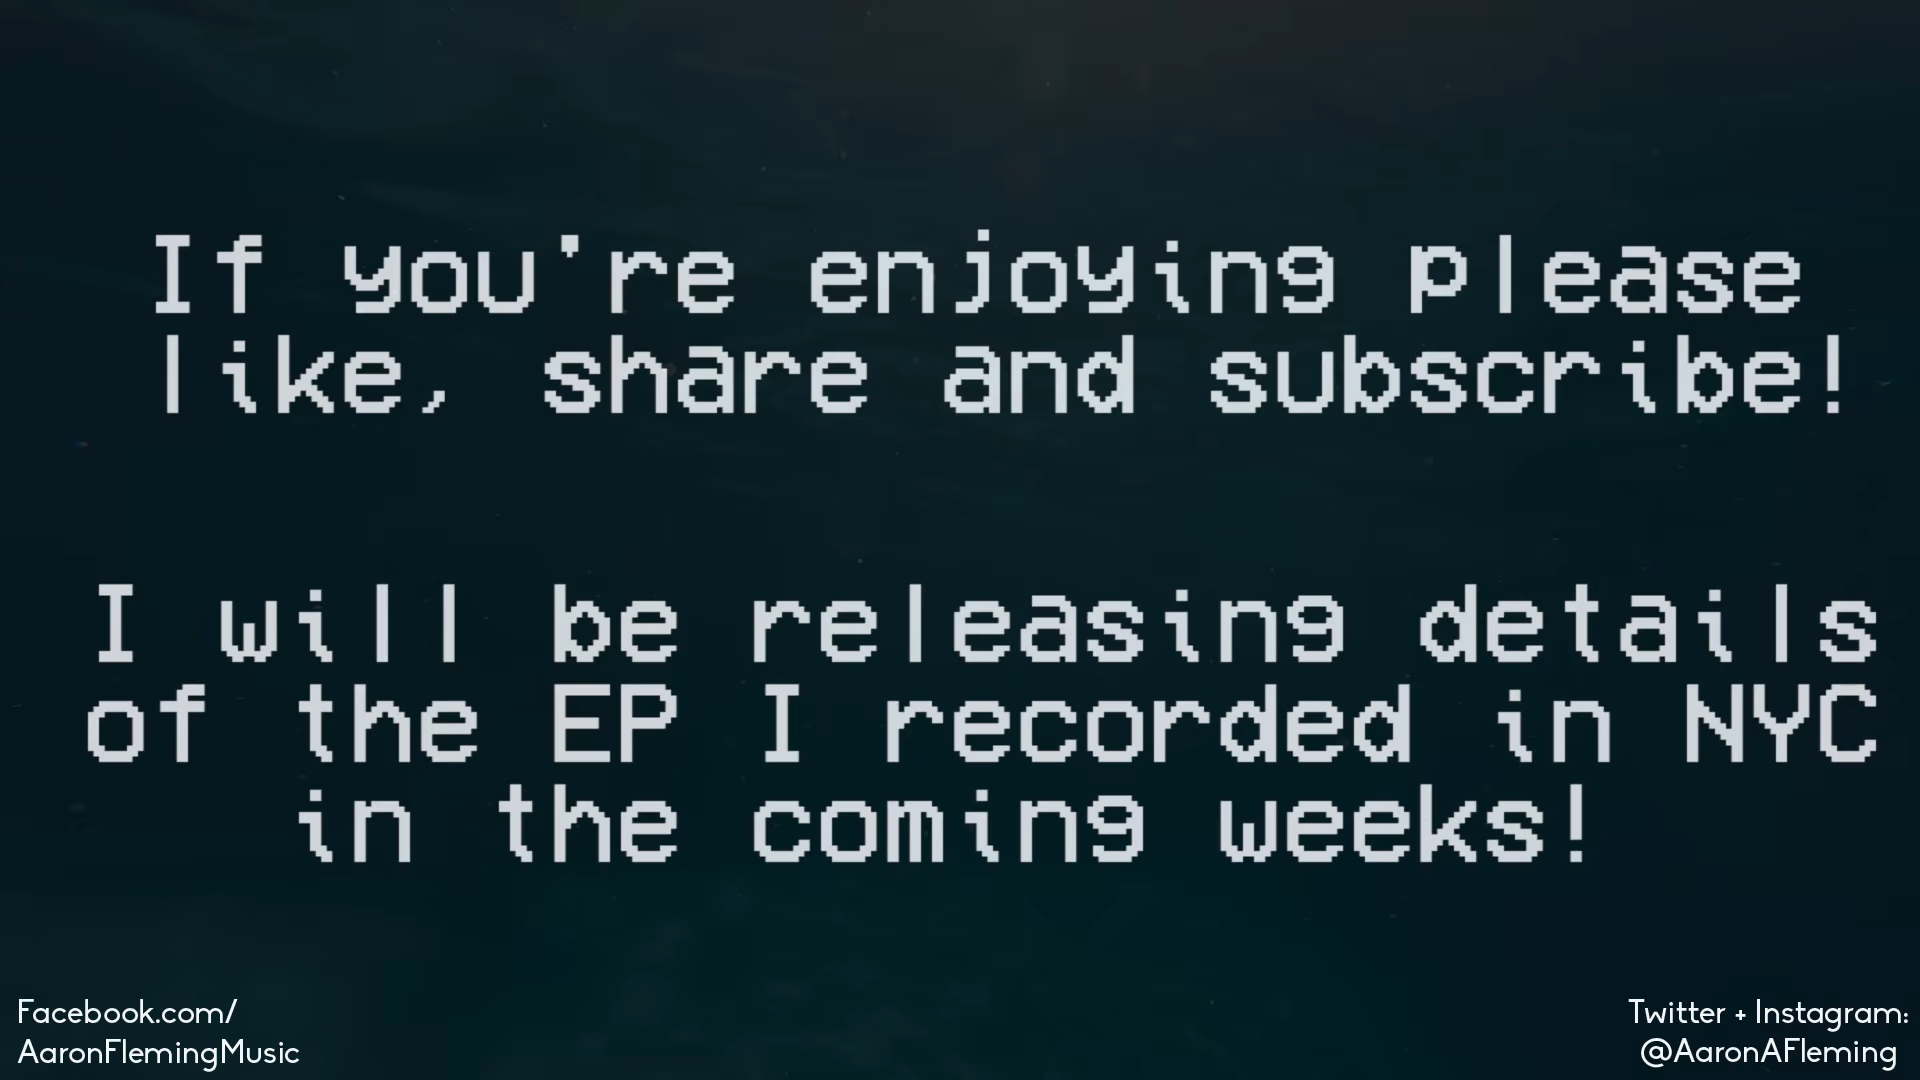 If you're enjoying please
like, share and subscribe!
I will be releasing details
of the EP I recorded in NYC
in the coming weeks!
Facebook.com/
AaronFlemingMusic
Twitter + Instagram:
@AaronAFleming